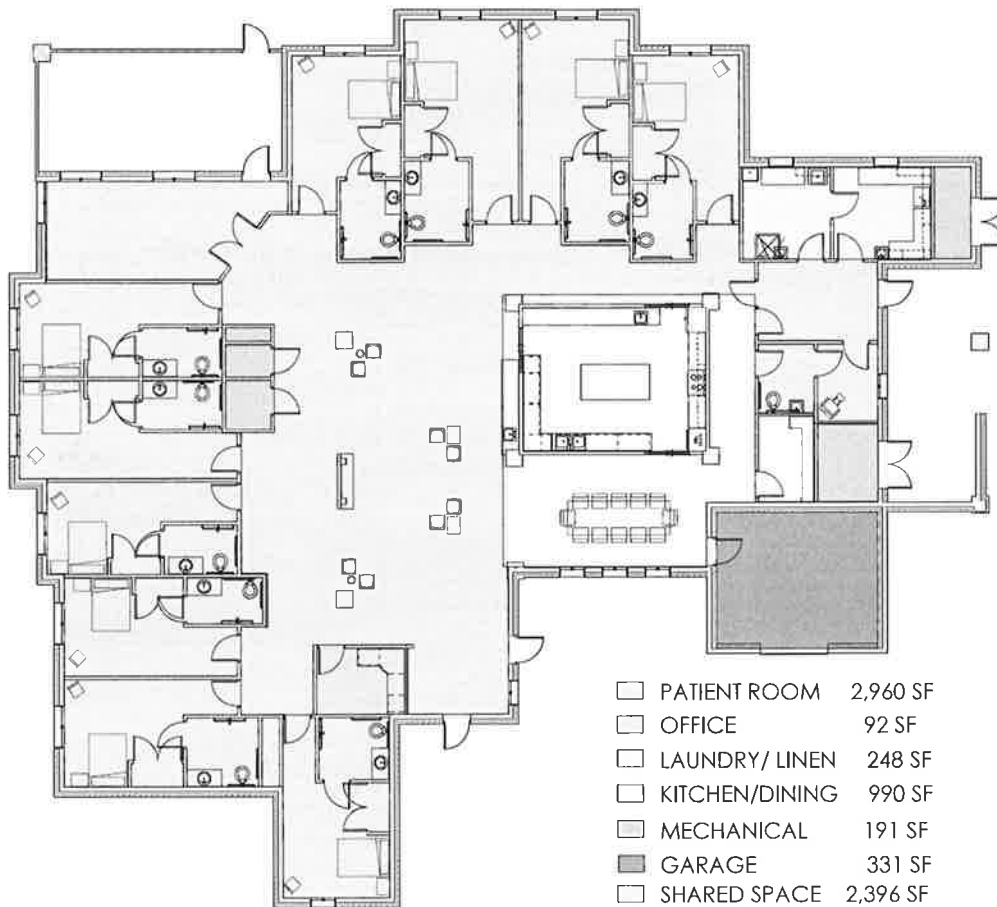 PATIENT ROOM 2,960 SF
OFFICE 92 SF
LAUNDRY/ LINEN 248 SF
KITCHEN/DINING 990 SF
MECHANICAL 191 SF
GARAGE 331 SF
SHARED SPACE 2,396 SF